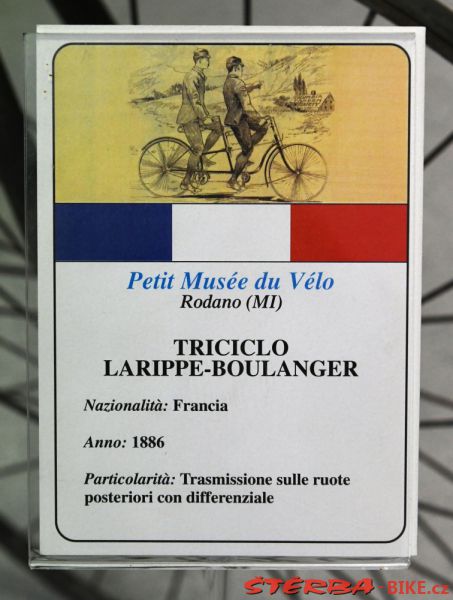 Petit Musée du Vélo
Rodano (MI)
TRICICLO
LARIPPE-BOULANGER
Nazionalità: Francia
Anno: 1886
Particolarità: Trasmissione sulle ruote
posteriori con differenziale
ŠTĚRBA-BIKE.cz